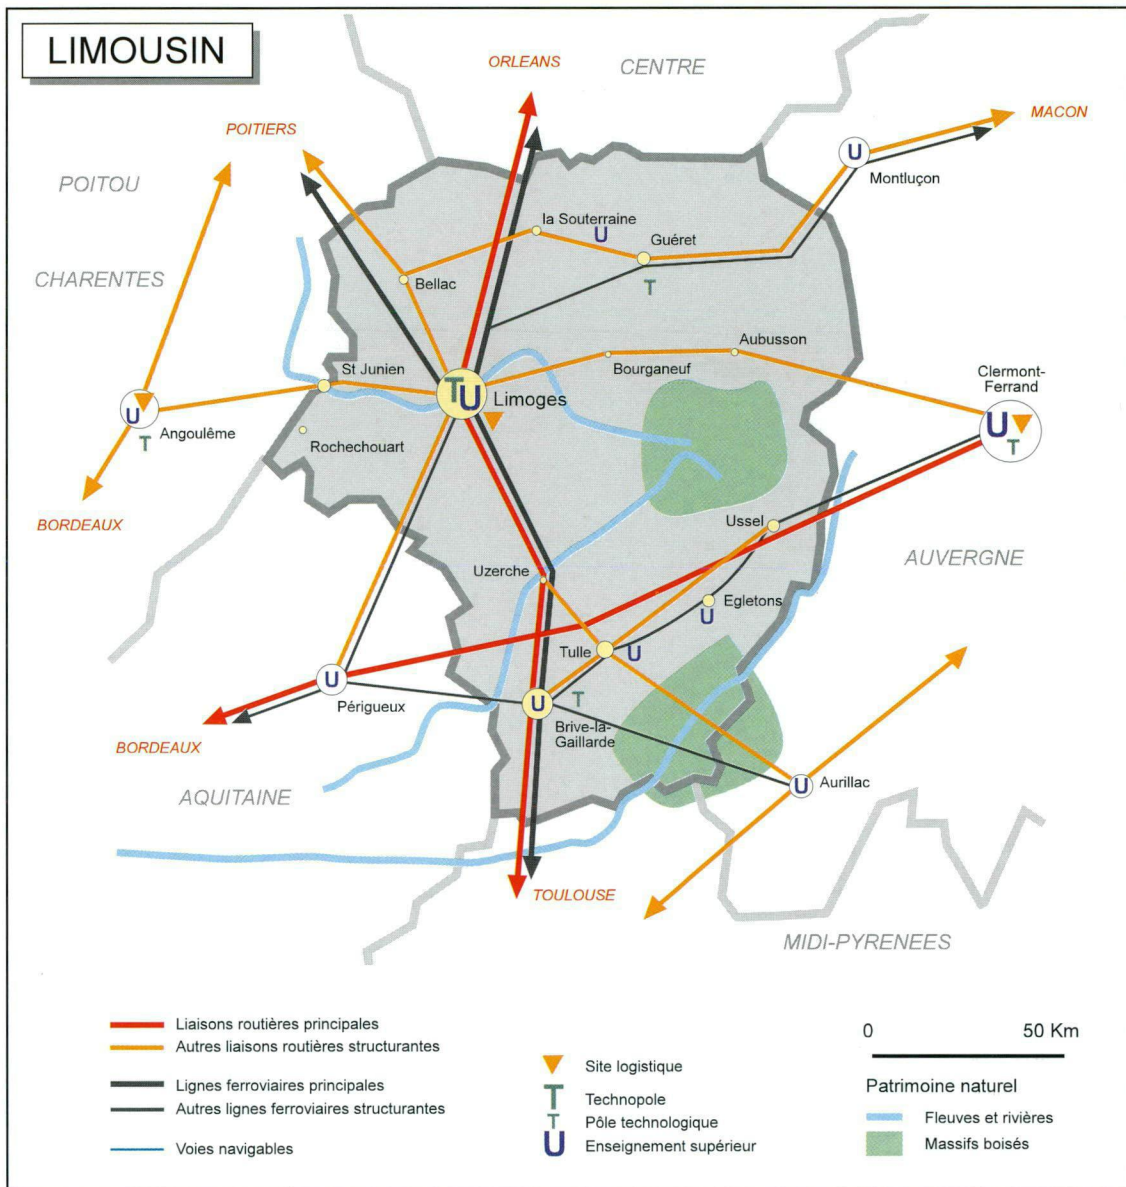 LIMOUSIN
ORLEANS
CENTRE
MACON
POITIERS
U
Montluçon
POITOU
la Souterraine
U
Guéret
CHARENTES
T
Bellac
Aubusson
St Junien
Bourganeuf
Clermont-
Ferrand
TU
Limoges
U
Angoulême
T
Rochechouart
U
T
BORDEAUX
Ussel
AUVERGNE
Uzerche
Egletons
U
Tulle
U
U
Périgueux
U
T
Brive-la-
Gaillarde
BORDEAUX
AQUITAINE
U
Aurillac
TOULOUSE
MIDI-PYRENEES
Liaisons routières principales
Autres liaisons routières structurantes
Lignes ferroviaires principales
Autres lignes ferroviaires structurantes
Voies navigables
Site logistique
T Technopole
T Pôle technologique
U Enseignement supérieur
0 50 Km
Patrimoine naturel
Fleuves et rivières
Massifs boisés